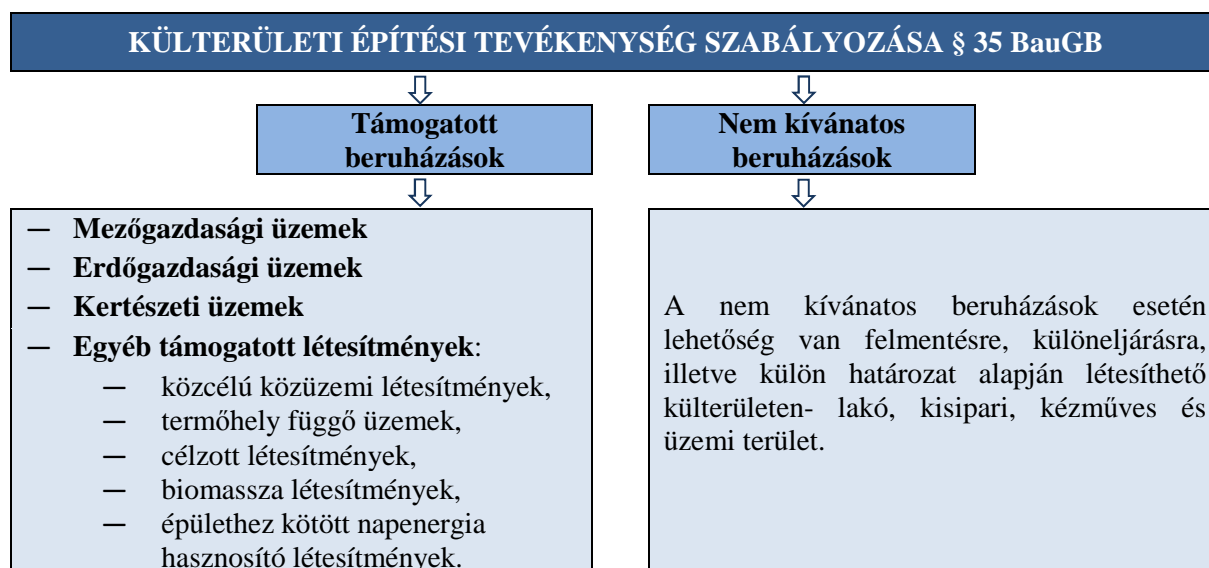 KÜLTERÜLETI ÉPÍTÉSI TEVÉKENYSÉG SZABÁLYOZÁSA § 35 BauGB
Támogatott
beruházások
— Mezőgazdasági üzemek
— Erdőgazdasági üzemek
— Kertészeti üzemek
— Egyéb támogatott létesítmények:
— közcélú közüzemi létesítmények,
— termőhely függő üzemek,
— célzott létesítmények,
— biomassza létesítmények,
— épülethez kötött napenergia
hasznosító létesítmények.
Nem kívánatos
beruházások
A nem kívánatos beruházások esetén
lehetőség van felmentésre, különeljárásra,
illetve külön határozat alapján létesíthető
külterületen- lakó, kisipari, kézműves és
üzemi terület.